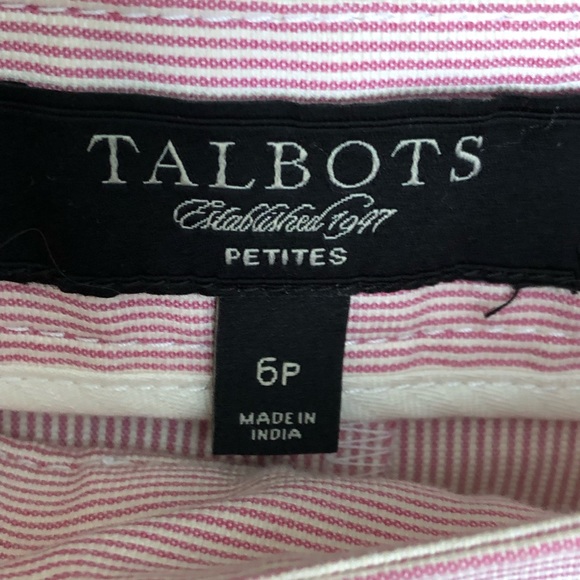 TALBOTS
Established 1947
PETITES
6P
MADE IN
INDIA